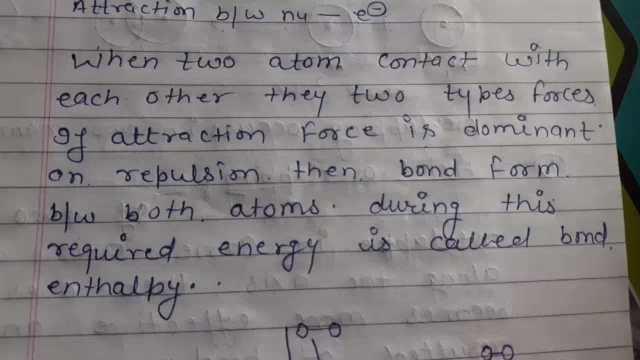 Attraction b/w nu — e⊖
When two atom contact with
each other they two types forces
If attraction Force is dominant.
on repulsion. then bond form.
b/w both atoms. during this
required energy is called bond.
enthalpy..